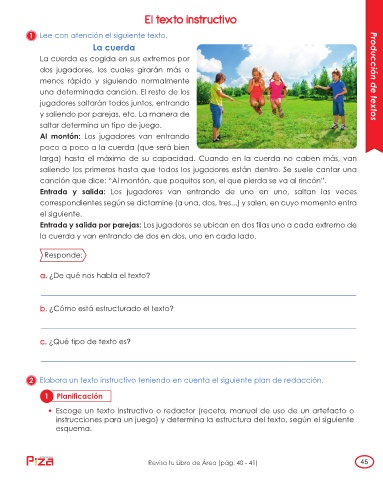 El texto instructivo
1 Lee con atención el siguiente texto.
La cuerda
La cuerda es cogida en sus extremos por
dos jugadores, los cuales girarán más o
menos rápido y siguiendo normalmente
una determinada canción. El resto de los
jugadores saltarán todos juntos, entrando
y saliendo por parejas, etc. La manera de
saltar determina un tipo de juego.
Al montón: Los jugadores van entrando
poco a poco a la cuerda (que será bien
larga) hasta el máximo de su capacidad. Cuando en la cuerda no caben más, van
saliendo los primeros hasta que todos los jugadores están dentro. Se suele cantar una
canción que dice: "Al montón, que poquitos son, el que pierda se va al rincón".
Entrada y salida: Los jugadores van entrando de uno en uno, saltan las veces
correspondientes según se dictamine (a una, dos, tres...) y salen, en cuyo momento entra
el siguiente.
Entrada y salida por parejas: Los jugadores se ubican en dos filas uno a cada extremo de
la cuerda y van entrando de dos en dos, uno en cada lado.
Responde:
a. ¿De qué nos habla el texto?
b. ¿Cómo está estructurado el texto?
c. ¿Qué tipo de texto es?
2 Elabora un texto instructivo teniendo en cuenta el siguiente plan de redacción.
1 Planificación
• Escoge un texto instructivo o redactor (receta, manual de uso de un artefacto o
instrucciones para un juego) y determina la estructura del texto, según el siguiente
esquema.
Revisa tu Libro de Área (pág. 40 - 41)
45
Producción de textos